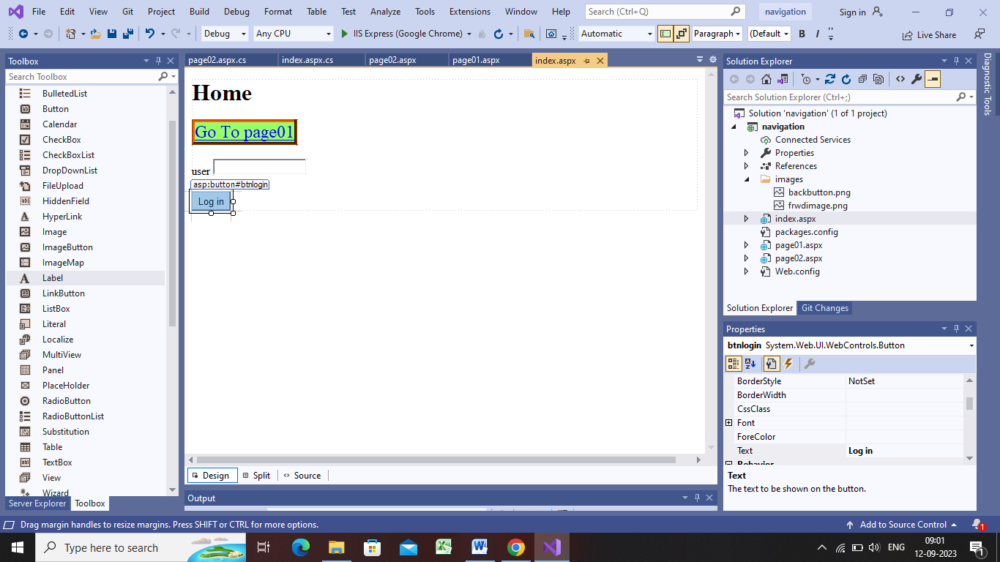 File Edit View Git Project Build Debug Format Table Test Analyze Tools Extensions Window Help Search (Ctrl+Q) navigation Sign in
Debug Any CPU IIS Express (Google Chrome) Automatic Paragraph (Default B I Live Share
Toolbox
Search Toolbox
BulletedList
Button
Calendar
CheckBox
CheckBoxList
DropDownList
FileUpload
HiddenField
HyperLink
Image
ImageButton
ImageMap
Label
LinkButton
ListBox
Literal
Localize
MultiView
Panel
PlaceHolder
RadioButton
RadioButtonList
Substitution
Table
TextBox
View
Wizard
Server Explorer Toolbox
page02.aspx.cs index.aspx.cs page02.aspx page01.aspx index.aspx
Home
Go To page01
user
asp:button#btnlogin
Log in
Design Split Source
Output
Solution Explorer
Search Solution Explorer (Ctrl+;)
Solution 'navigation' (1 of 1 project)
navigation
Connected Services
Properties
References
images
backbutton.png
frwdimage.png
index.aspx
packages.config
page01.aspx
page02.aspx
Web.config
Solution Explorer Git Changes
Properties
btnlogin System.Web.UI.WebControls.Button
BorderStyle NotSet
BorderWidth
CssClass
Font
ForeColor
Text Log in
Behavior
Text
The text to be shown on the button.
Diagnostic Tools
Drag margin handles to resize margins. Press SHIFT or CTRL for more options. Add to Source Control 1
Type here to search ENG 09:01
12-09-2023 1